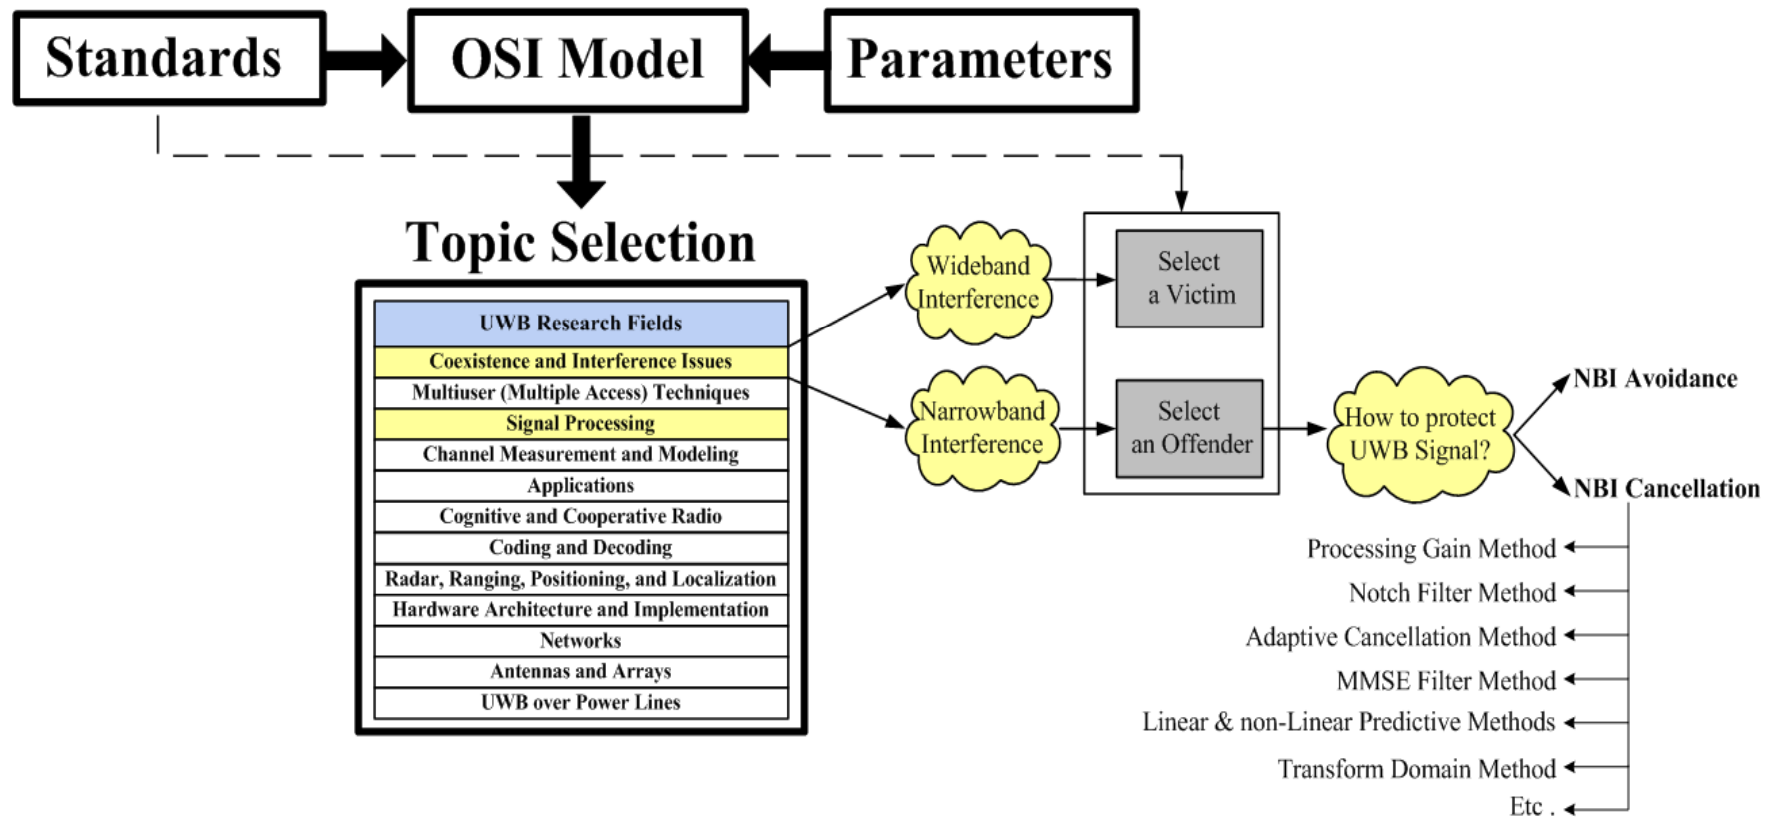 Standards
OSI Model
Parameters
Topic Selection
UWB Research Fields
Coexistence and Interference Issues
Multiuser (Multiple Access) Techniques
Signal Processing
Channel Measurement and Modeling
Applications
Cognitive and Cooperative Radio
Coding and Decoding
Radar, Ranging, Positioning, and Localization
Hardware Architecture and Implementation
Networks
Antennas and Arrays
UWB over Power Lines
Wideband
Interference
Narrowband
Interference
Select
a Victim
Select
an Offender
How to protect
UWB Signal?
NBI Avoidance
NBI Cancellation
Processing Gain Method
Notch Filter Method
Adaptive Cancellation Method
MMSE Filter Method
Linear & non-Linear Predictive Methods
Transform Domain Method
Etc .